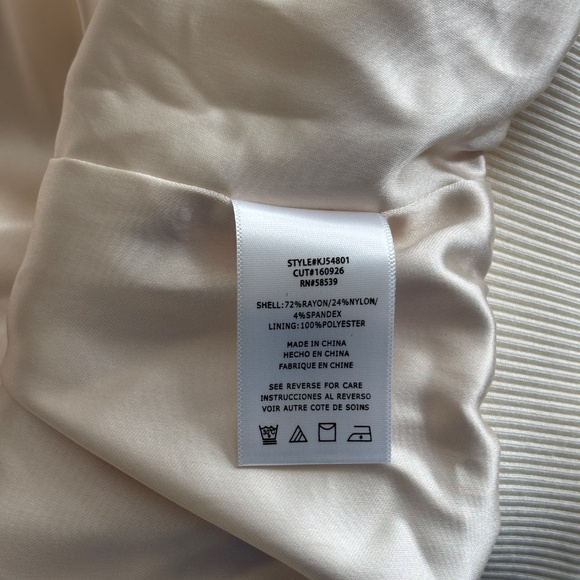 STYLE#KJ54801
CUT#160926
RN#58539
SHELL:72%RAYON/24%NYLON/
4%SPANDEX
LINING:100%POLYESTER
MADE IN CHINA
HECHO EN CHINA
FABRIQUE EN CHINE
SEE REVERSE FOR CARE
INSTRUCCIONES AL REVERSO
VOIR AUTRE COTE DE SOINS